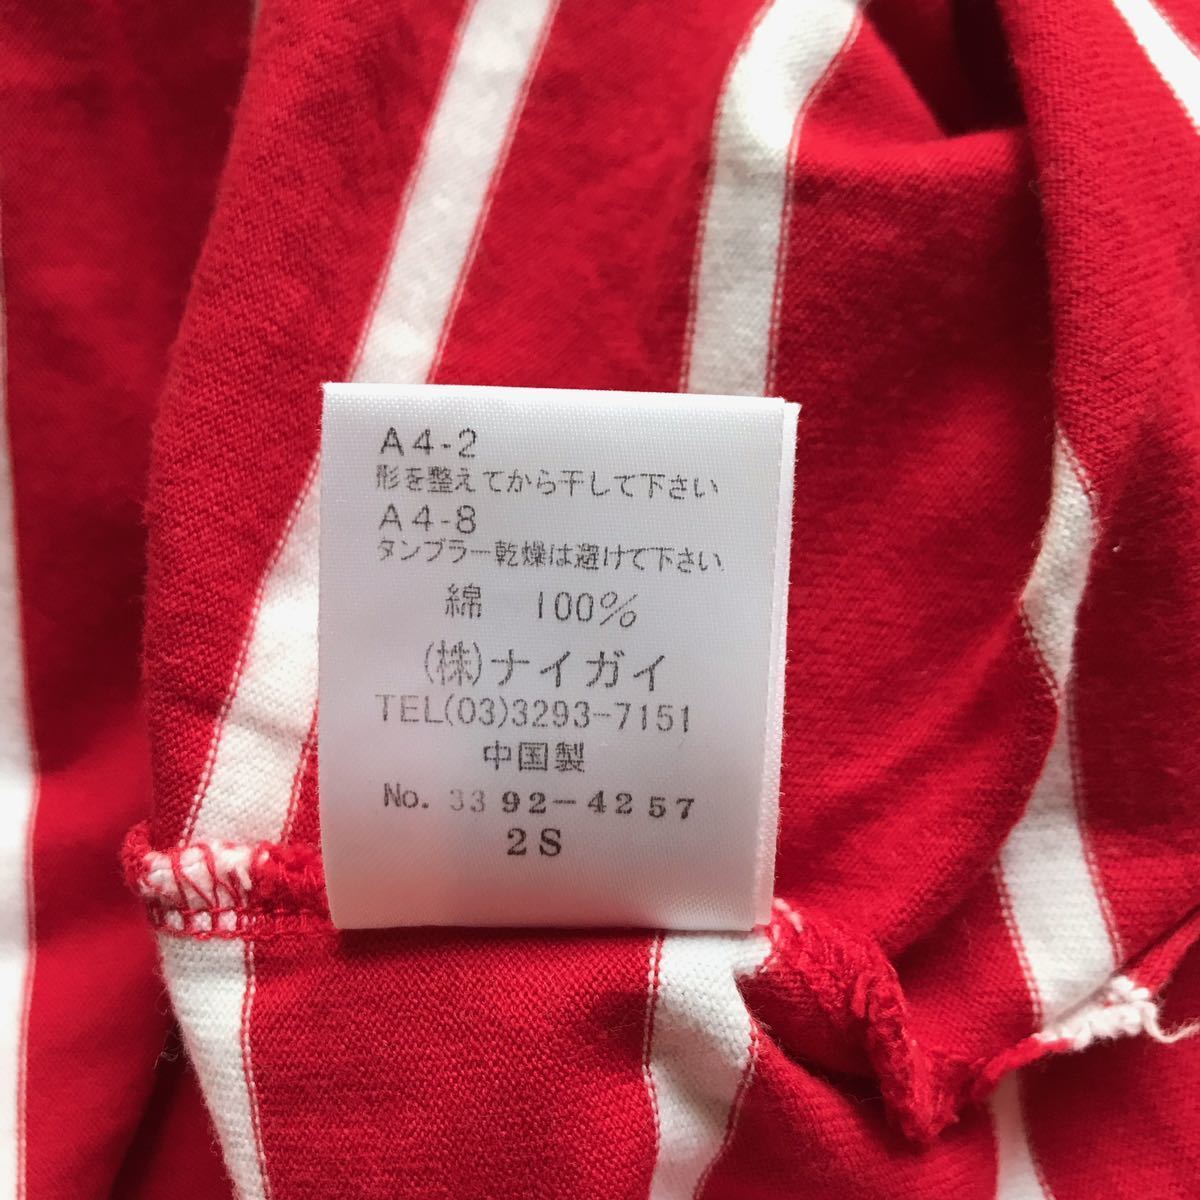 A4-2
形を整えてから干して下さい
A4-8
タンブラー乾燥は避けて下さい
綿 100%
(株)ナイガイ
TEL(03)3293-7151
中国製
No. 3392-4257
2S